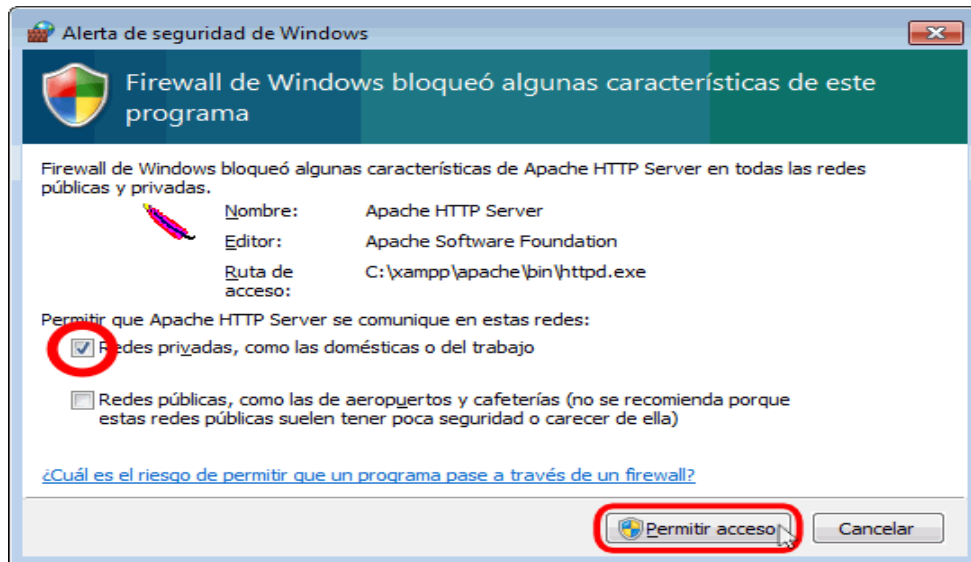 Alerta de seguridad de Windows
Firewall de Windows bloqueó algunas características de este
programa
Firewall de Windows bloqueó algunas características de Apache HTTP Server en todas las redes
públicas y privadas.
Nombre: Apache HTTP Server
Editor: Apache Software Foundation
Ruta de C:\xampp\apache\bin\httpd.exe
acceso:
Permitir que Apache HTTP Server se comunique en estas redes:
Redes privadas, como las domésticas o del trabajo
Redes públicas, como las de aeropuertos y cafeterías (no se recomienda porque
estas redes públicas suelen tener poca seguridad o carecer de ella)
¿Cuál es el riesgo de permitir que un programa pase a través de un firewall?
Permitir acceso Cancelar